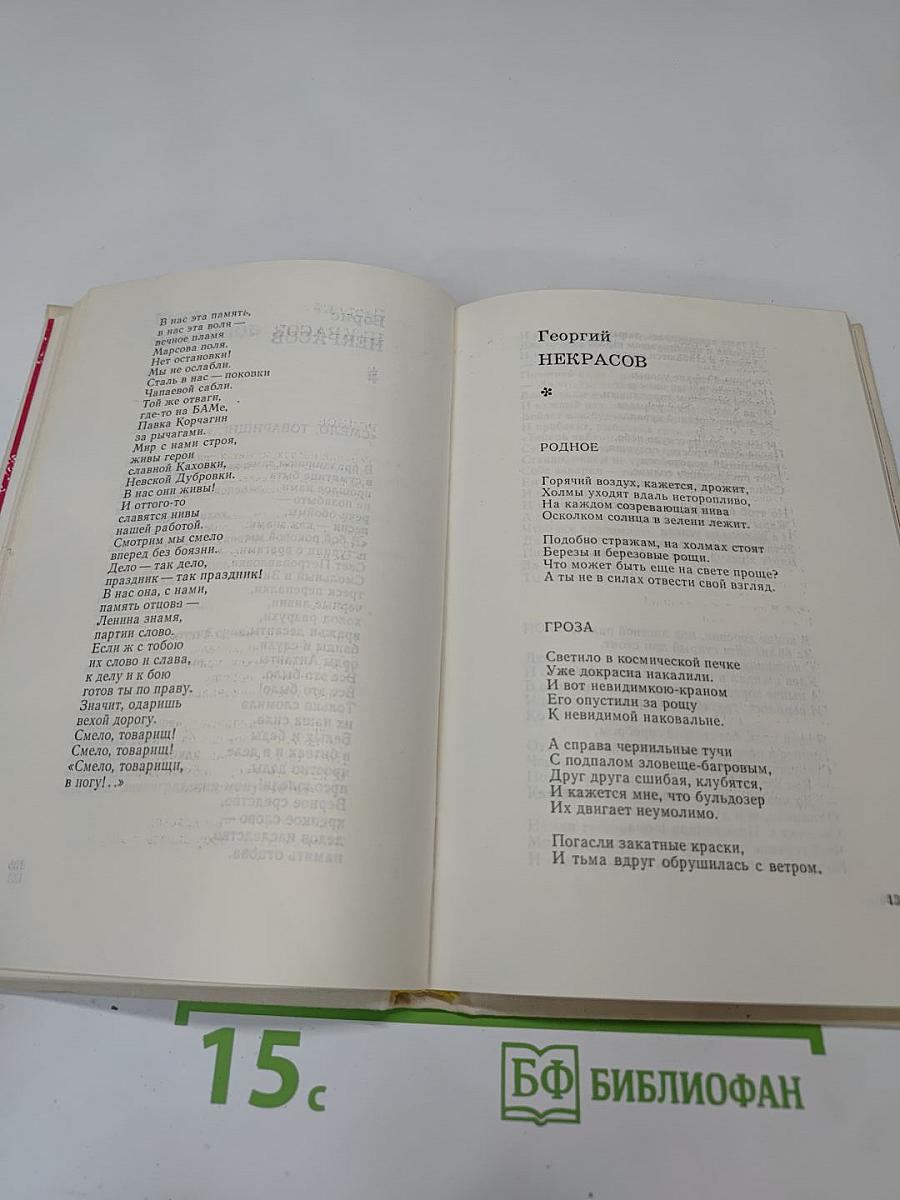 В нас эта память,
в нас эта воля —
вечное пламя
Марсова поля.
Нет остановки!
Мы не ослабли.
Сталь в нас — поковки
Чапаевой сабли.
Той же отваги,
где-то на БАМе,
Павка Корчагин
за рычагами.
Мир с нами строя,
живы герои
славной Каховки,
Невской Дубровки.
В нас они живы!
И оттого-то
славятся нивы
нашей работой.
Смотрим мы смело
вперед без боязни.
Дело — так дело,
праздник — так праздник!
В нас она, с нами,
память отцова —
Ленина знамя,
партии слово.
Если ж с тобою
их слово и слава,
к делу и к бою
готов ты по праву.
Значит, одаришь
вехой дорогу.
Смело, товарищ!
Смело, товарищ!
«Смело, товарищи,
в ногу!..»
Георгий
НЕКРАСОВ
РОДНОЕ
Горячий воздух, кажется, дрожит,
Холмы уходят вдаль неторопливо,
На каждом созревающая нива
Осколком солнца в зелени лежит.
Подобно стражам, на холмах стоят
Березы и березовые рощи.
Что может быть еще на свете проще?
А ты не в силах отвести свой взгляд.
ГРОЗА
Светило в космической печке
Уже докрасна накалили.
И вот невидимкою-краном
Его опустили за рощу
К невидимой наковальне.
А справа чернильные тучи
С подпалом зловеще-багровым,
Друг друга сшибая, клубятся,
И кажется мне, что бульдозер
Их двигает неумолимо.
Погасли закатные краски,
И тьма вдруг обрушилась с ветром,
13
15 с
БФ БИБЛИОФАН